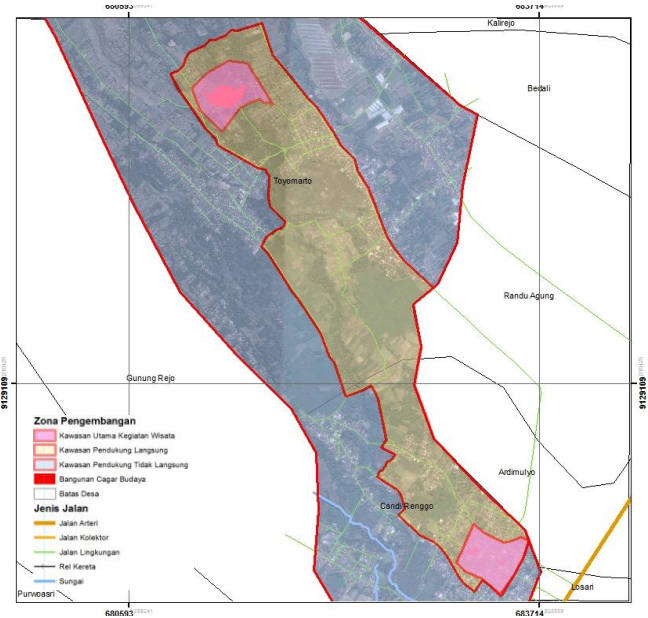 680593
683714
Kalirejo
Bedali
Toyomarto
Randu Agung
Gunung Rejo
9129109
9129109
Zona Pengembangan
Kawasan Utama Kegiatan Wisata
Kawasan Pendukung Langsung
Kawasan Pendukung Tidak Langsung
Bangunan Cagar Budaya
Batas Desa
Jenis Jalan
Jalan Arteri
Jalan Kolektor
Jalan Lingkungan
Rel Kereta
Sungai
Ardimulyo
Candi Renggo
Losari
Purwoasri
680593
683714